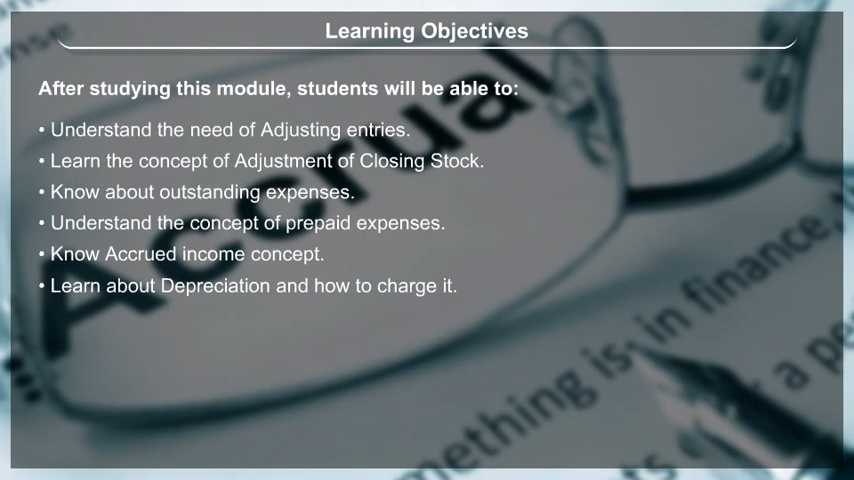 Learning Objectives
After studying this module, students will be able to:
• Understand the need of Adjusting entries.
• Learn the concept of Adjustment of Closing Stock.
• Know about outstanding expenses.
• Understand the concept of prepaid expenses.
• Know Accrued income concept.
• Learn about Depreciation and how to charge it.
Accrual
mething is, in finance,
a